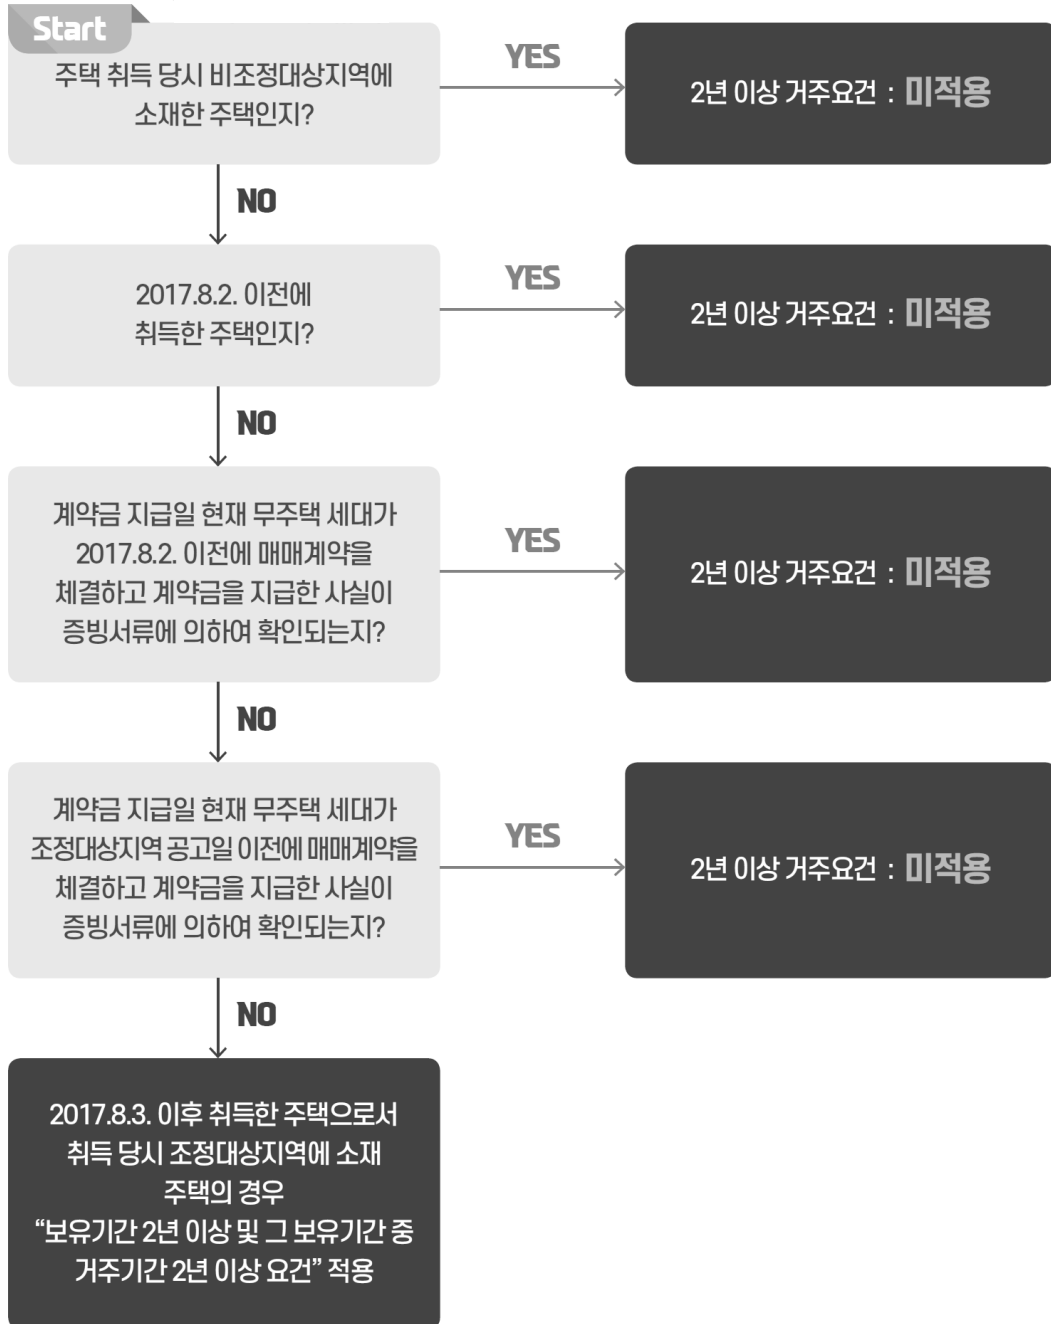 Start
주택 취득 당시 비조정대상지역에
소재한 주택인지?
YES
2년 이상 거주요건 : 미적용
NO
2017.8.2. 이전에
취득한 주택인지?
YES
2년 이상 거주요건 : 미적용
NO
계약금 지급일 현재 무주택 세대가
2017.8.2. 이전에 매매계약을
체결하고 계약금을 지급한 사실이
증빙서류에 의하여 확인되는지?
YES
2년 이상 거주요건 : 미적용
NO
계약금 지급일 현재 무주택 세대가
조정대상지역 공고일 이전에 매매계약을
체결하고 계약금을 지급한 사실이
증빙서류에 의하여 확인되는지?
YES
2년 이상 거주요건 : 미적용
NO
2017.8.3. 이후 취득한 주택으로서
취득 당시 조정대상지역에 소재
주택의 경우
“보유기간 2년 이상 및 그 보유기간 중
거주기간 2년 이상 요건” 적용